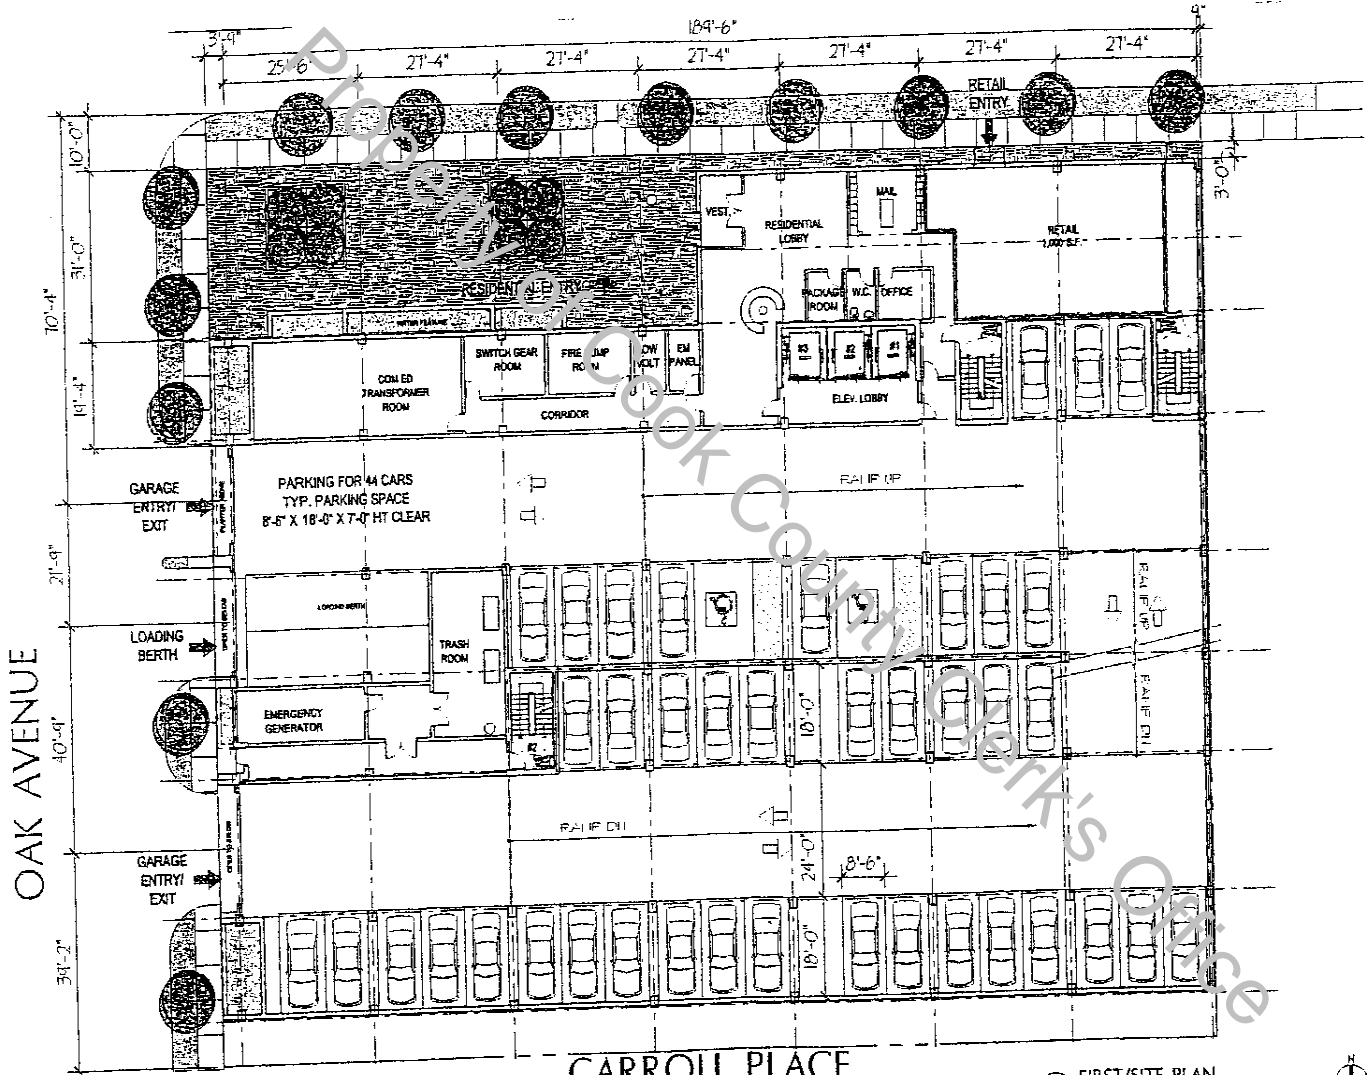 189'-6"
9"
3'-9"
25'-6"
27'-4"
27'-4"
27'-4"
27'-4"
27'-4"
27'-4"
RETAIL
ENTRY
10'-0"
3'-0"
31'-0"
70'-4"
19'-4"
VEST.
MAIL
RESIDENTIAL
LOBBY
RETAIL
1,000 S.F.
RESIDENTIAL ENTRY
PACKAGE
ROOM
W.C.
OFFICE
WATER FEATURE
SWITCH GEAR
ROOM
FIRE PUMP
ROOM
LOW
VOLT
EM
PANEL
#3
#2
#1
COM ED
TRANSFORMER
ROOM
CORRIDOR
ELEV. LOBBY
GARAGE
ENTRY/
EXIT
PARKING FOR 44 CARS
TYP. PARKING SPACE
8'-6" X 18'-0" X 7'-0" HT CLEAR
RAMP UP
21'-9"
LOADING BERTH
LOADING
BERTH
TRASH
ROOM
RAMP UP
RAMP DN
EMERGENCY
GENERATOR
#2
18'-0"
40'-9"
OAK AVENUE
RAMP DN
GARAGE
ENTRY/
EXIT
24'-0"
8'-6"
39'-2"
18'-0"
CARROLL PLACE
FIRST/SITE PLAN
N
Property of Cook County Clerk's Office